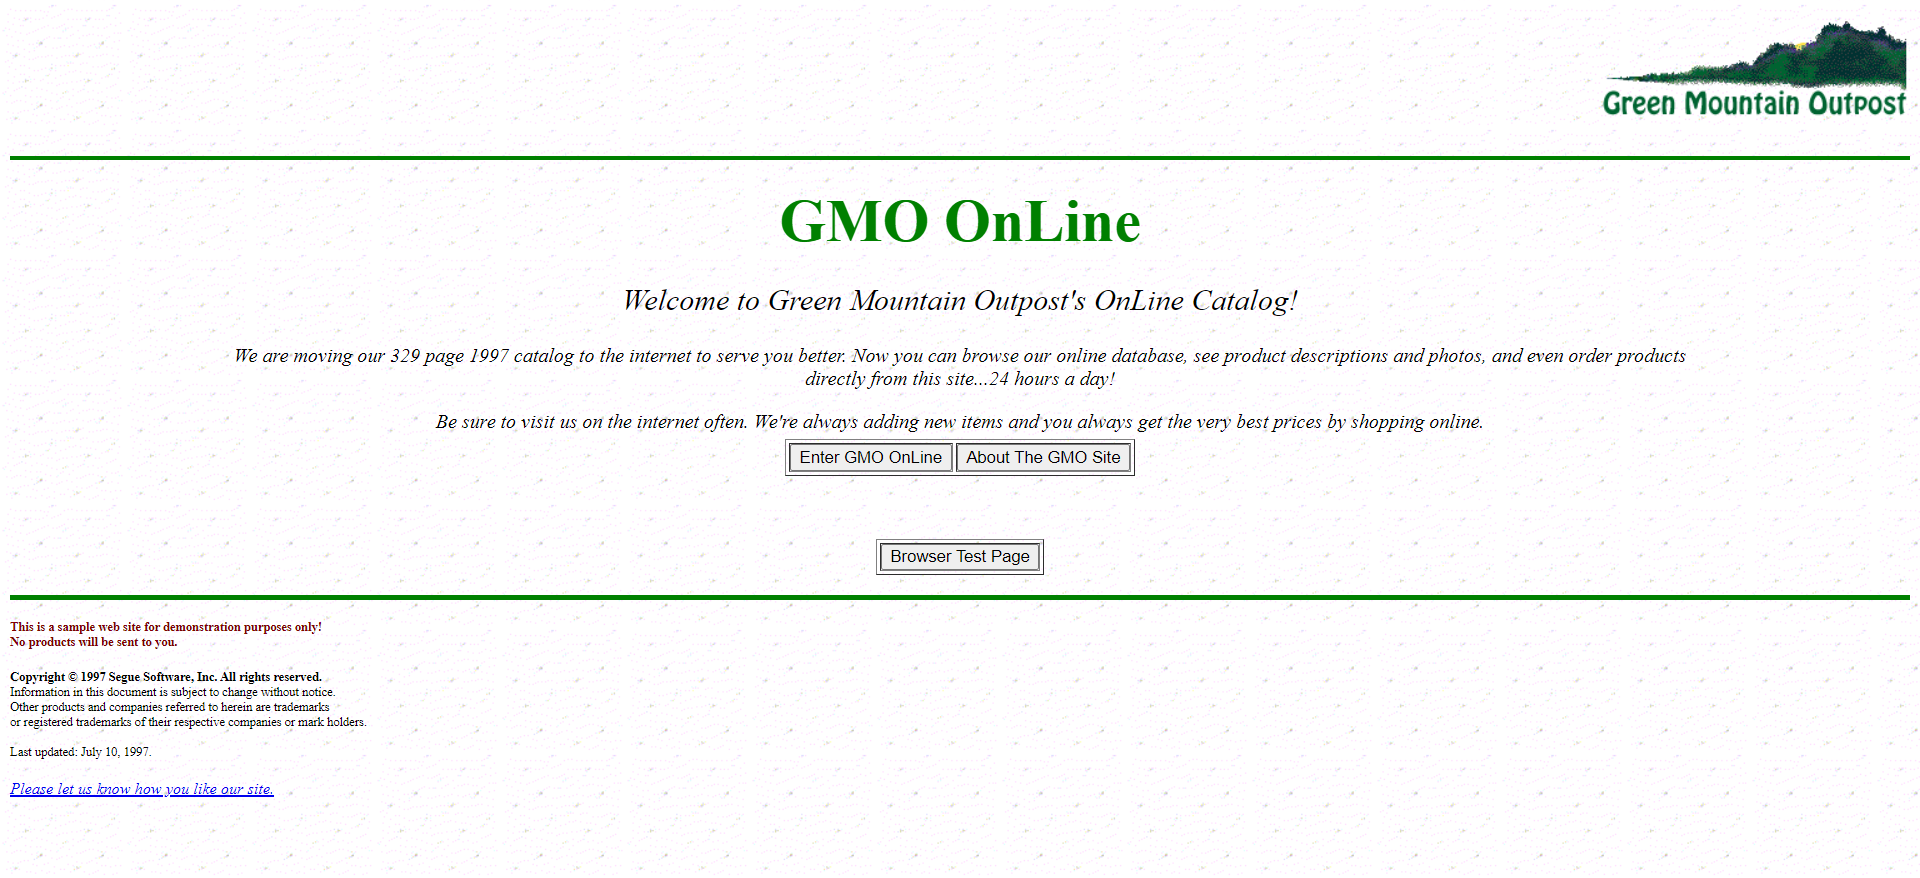 Green Mountain Outpost
GMO OnLine
Welcome to Green Mountain Outpost's OnLine Catalog!
We are moving our 329 page 1997 catalog to the internet to serve you better. Now you can browse our online database, see product descriptions and photos, and even order products
directly from this site...24 hours a day!
Be sure to visit us on the internet often. We're always adding new items and you always get the very best prices by shopping online.
Enter GMO OnLine About The GMO Site
Browser Test Page
This is a sample web site for demonstration purposes only!
No products will be sent to you.
Copyright © 1997 Segue Software, Inc. All rights reserved.
Information in this document is subject to change without notice.
Other products and companies referred to herein are trademarks
or registered trademarks of their respective companies or mark holders.
Last updated: July 10, 1997.
Please let us know how you like our site.